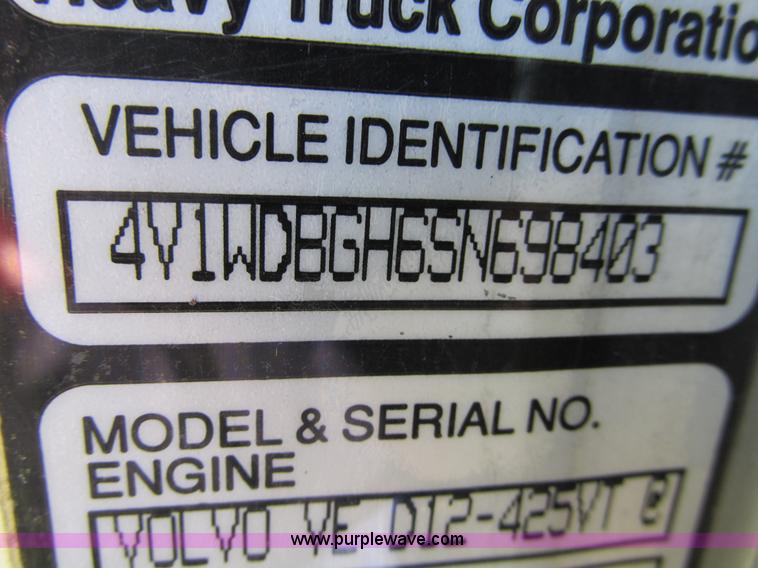 Heavy Truck Corporatio
VEHICLE IDENTIFICATION #
4V1WDBGH6SN698403
MODEL & SERIAL NO.
ENGINE
VOLVO VE D12-425VT @
www.purplewave.com